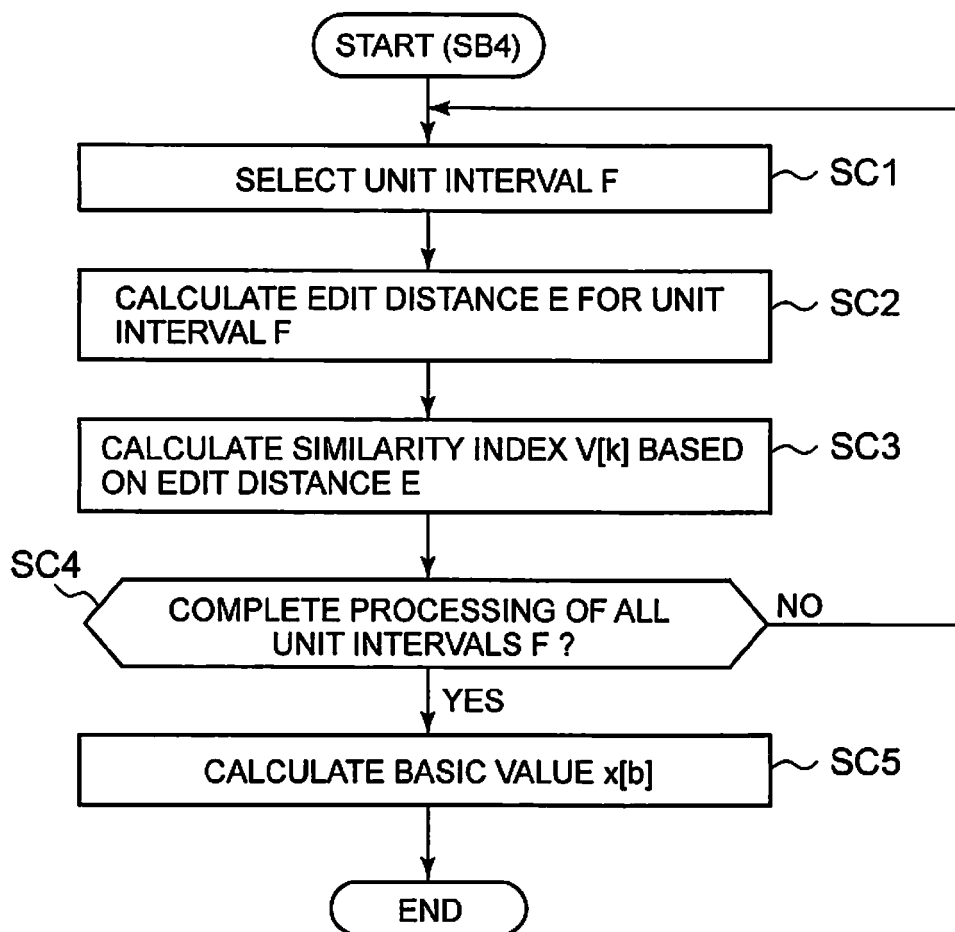 START (SB4)
SELECT UNIT INTERVAL F
SC1
CALCULATE EDIT DISTANCE E FOR UNIT
INTERVAL F
SC2
CALCULATE SIMILARITY INDEX V[k] BASED
ON EDIT DISTANCE E
SC3
SC4
COMPLETE PROCESSING OF ALL
UNIT INTERVALS F ?
NO
YES
CALCULATE BASIC VALUE x[b]
SC5
END